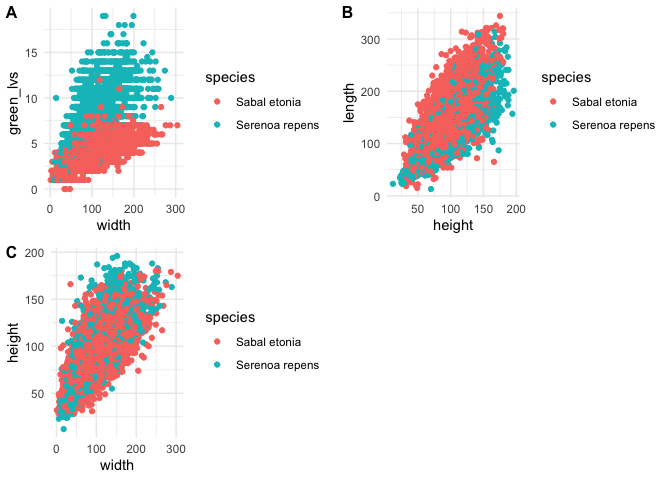 A
green_lvs
15
10
5
0
0
100
200
300
width
species
Sabal etonia
Serenoa repens
B
length
300
200
100
0
50
100
150
200
height
species
Sabal etonia
Serenoa repens
C
height
200
150
100
50
0
100
200
300
width
species
Sabal etonia
Serenoa repens